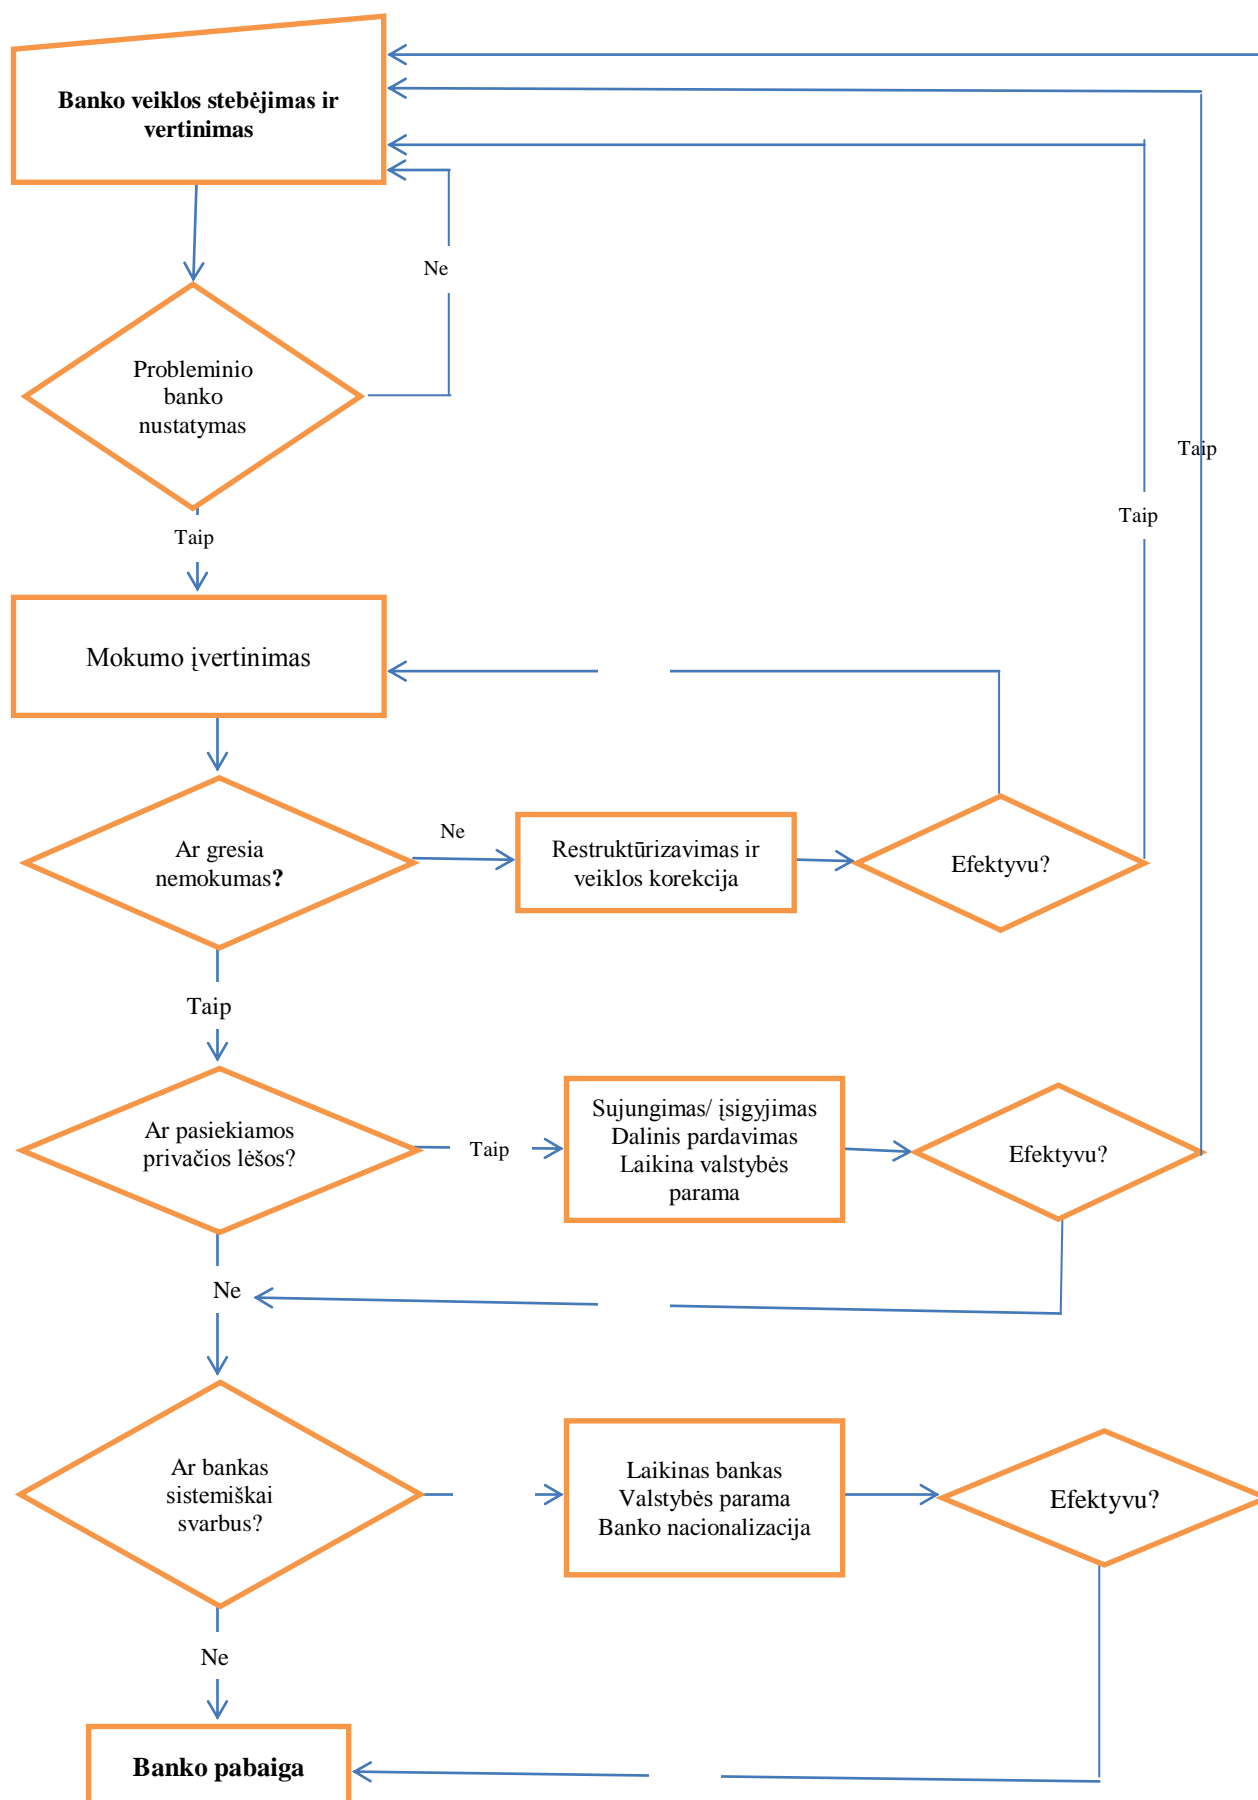 Banko veiklos stebėjimas ir
vertinimas
Ne
Probleminio
banko
nustatymas
Taip
Taip
Taip
Mokumo įvertinimas
Ar gresia
nemokumas?
Ne
Restruktūrizavimas ir
veiklos korekcija
Efektyvu?
Taip
Ar pasiekiamos
privačios lėšos?
Taip
Sujungimas/ įsigyjimas
Dalinis pardavimas
Laikina valstybės
parama
Efektyvu?
Ne
Ar bankas
sistemiškai
svarbus?
Laikinas bankas
Valstybės parama
Banko nacionalizacija
Efektyvu?
Ne
Banko pabaiga